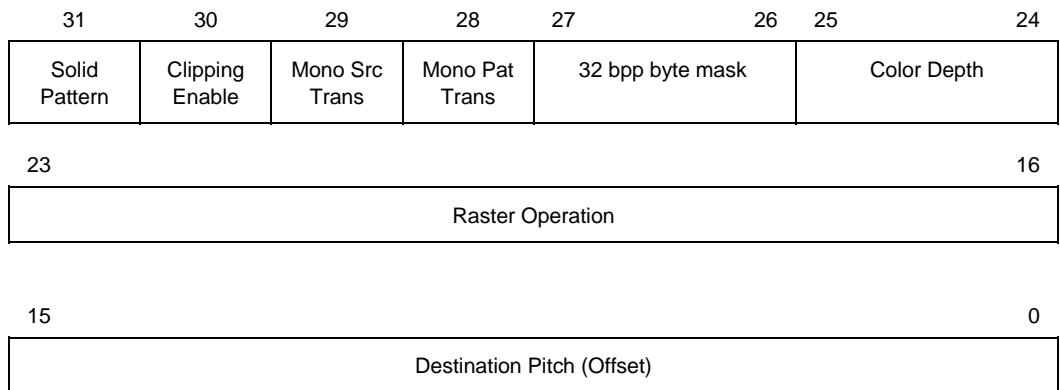 31 30 29 28 27 26 25 24
Solid Pattern Clipping Enable Mono Src Trans Mono Pat Trans 32 bpp byte mask Color Depth
23 16
Raster Operation
15 0
Destination Pitch (Offset)